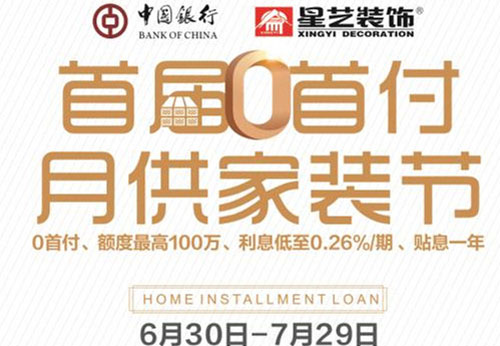 中国银行 星艺装饰
BANK OF CHINA XINGYI DECORATION
首届0首付
月供家装节
0首付、额度最高100万、利息低至0.26%/期、贴息一年
HOME INSTALLMENT LOAN
6月30日-7月29日